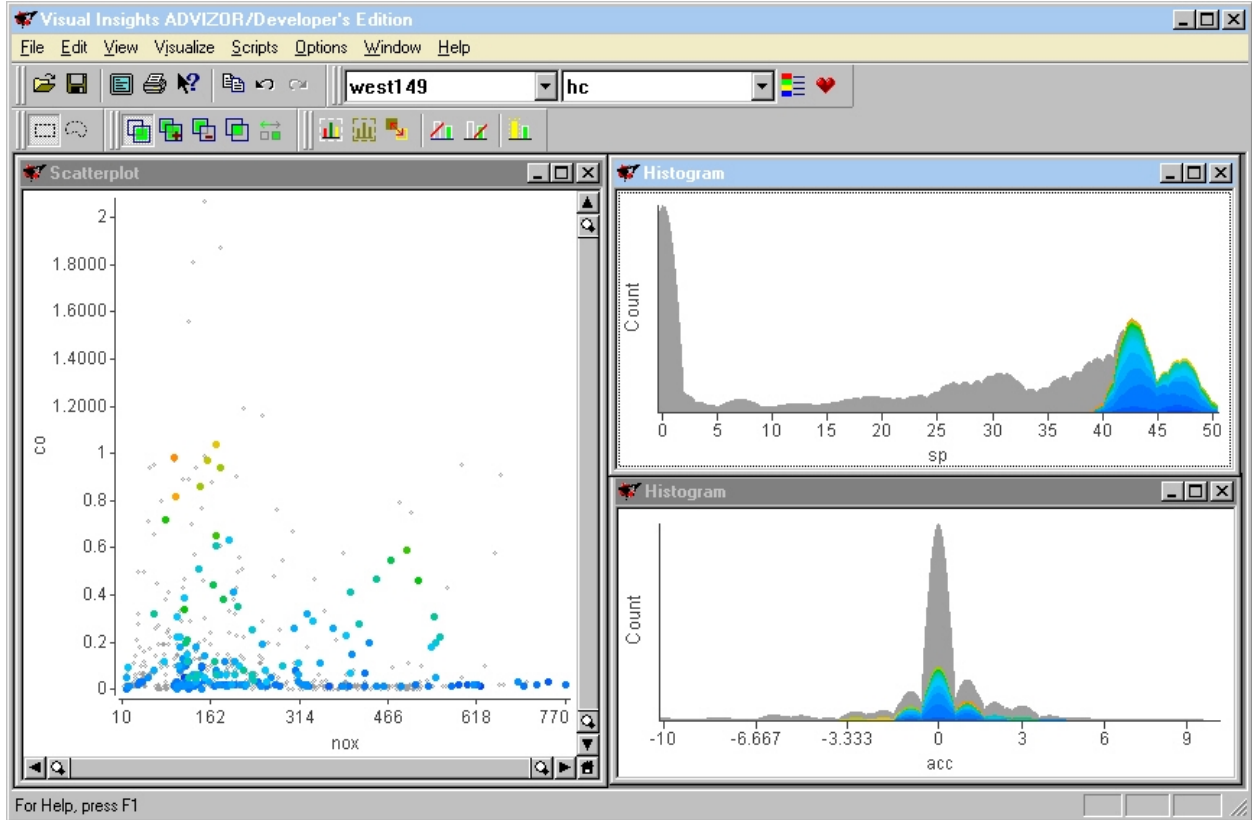 Visual Insights ADVIZOR/Developer's Edition
File Edit View Visualize Scripts Options Window Help
west149 hc
Scatterplot
2
1.8000
1.6000
1.4000
1.2000
1
0.8
0.6
0.4
0.2
0
co
10 162 314 466 618 770
nox
Histogram
Count
0 5 10 15 20 25 30 35 40 45 50
sp
Histogram
Count
-10 -6.667 -3.333 0 3 6 9
acc
For Help, press F1